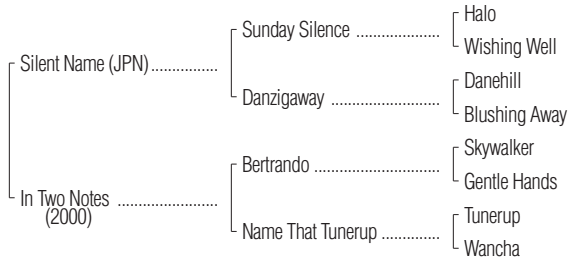 Halo
Sunday Silence ..................
Wishing Well
Silent Name (JPN)................
Danehill
Danzigaway .......................
Blushing Away
Skywalker
Bertrando ...........................
Gentle Hands
In Two Notes ......................
(2000)
Tunerup
Name That Tunerup .............
Wancha